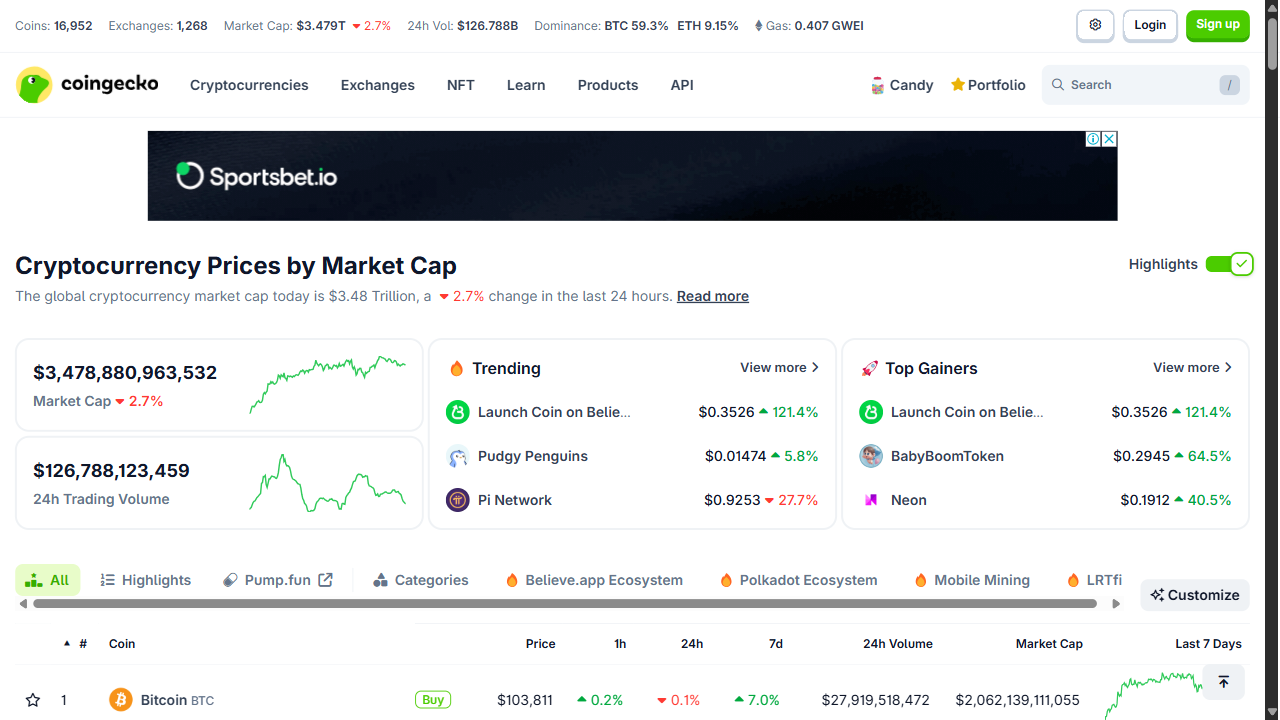 Coins: 16,952 Exchanges: 1,268 Market Cap: $3.479T 2.7% 24h Vol: $126.788B Dominance: BTC 59.3% ETH 9.15% Gas: 0.407 GWEI Login Sign up
coingecko Cryptocurrencies Exchanges NFT Learn Products API Candy Portfolio Search /
Sportsbet.io
Cryptocurrency Prices by Market Cap Highlights
The global cryptocurrency market cap today is $3.48 Trillion, a 2.7% change in the last 24 hours. Read more
$3,478,880,963,532
Market Cap 2.7%
$126,788,123,459
24h Trading Volume
Trending View more
Launch Coin on Belie... $0.3526 121.4%
Pudgy Penguins $0.01474 5.8%
Pi Network $0.9253 27.7%
Top Gainers View more
Launch Coin on Belie... $0.3526 121.4%
BabyBoomToken $0.2945 64.5%
Neon $0.1912 40.5%
All Highlights Pump.fun Categories Believe.app Ecosystem Polkadot Ecosystem Mobile Mining LRTfi
Customize
# Coin Price 1h 24h 7d 24h Volume Market Cap Last 7 Days
1 Bitcoin BTC Buy $103,811 0.2% 0.1% 7.0% $27,919,518,472 $2,062,139,111,055